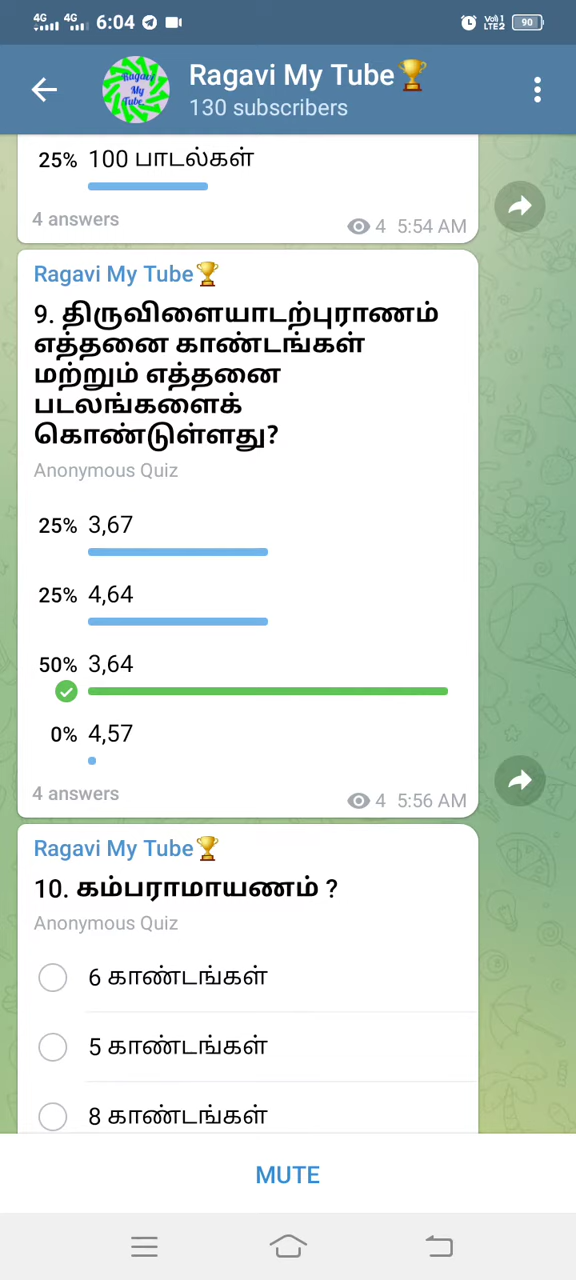 4G 4G 6:04 Vo) 1 LTE2 90
Ragavi My Tube🏆
130 subscribers
25% 100 பாடல்கள்
4 answers 4 5:54 AM
Ragavi My Tube🏆
9. திருவிளையாடற்புராணம்
எத்தனை காண்டங்கள்
மற்றும் எத்தனை
படலங்களைக்
கொண்டுள்ளது?
Anonymous Quiz
25% 3,67
25% 4,64
50% 3,64
0% 4,57
4 answers 4 5:56 AM
Ragavi My Tube🏆
10. கம்பராமாயணம் ?
Anonymous Quiz
6 காண்டங்கள்
5 காண்டங்கள்
8 காண்டங்கள்
MUTE